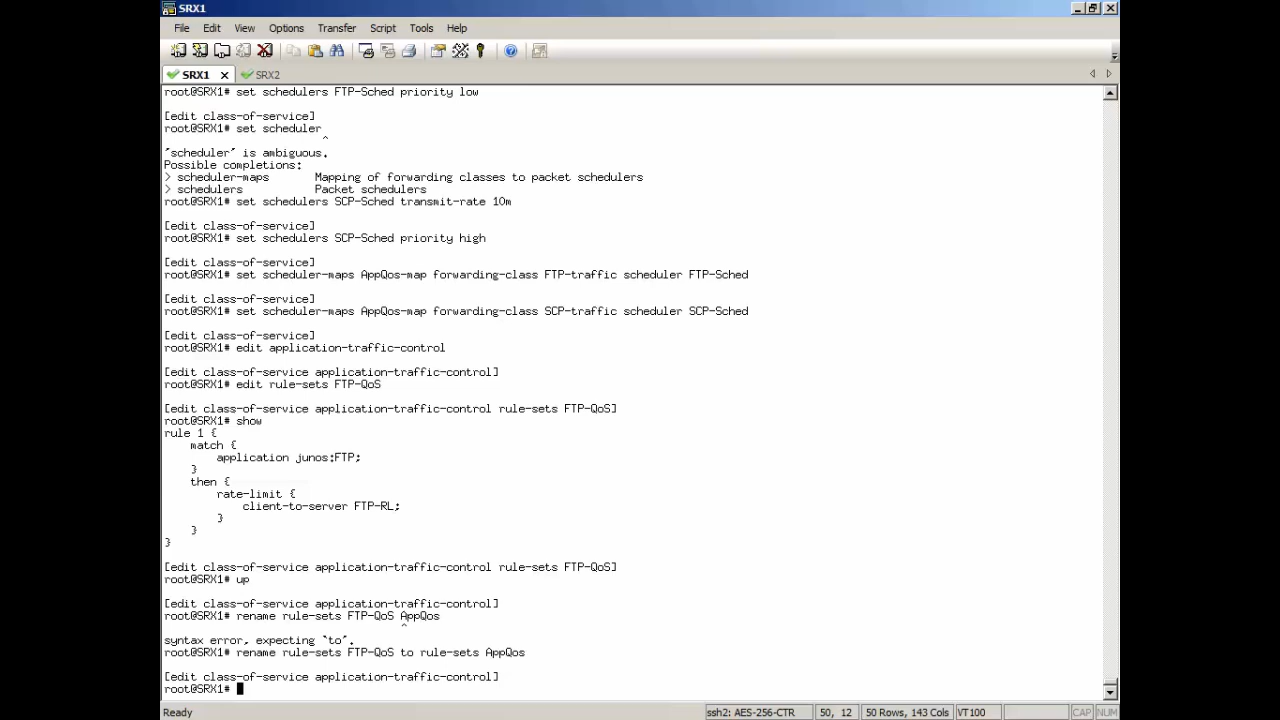 SRX1
File Edit View Options Transfer Script Tools Help
SRX1 SRX2
root@SRX1# set schedulers FTP-Sched priority low
[edit class-of-service]
root@SRX1# set scheduler
^
'scheduler' is ambiguous.
Possible completions:
> scheduler-maps Mapping of forwarding classes to packet schedulers
> schedulers Packet schedulers
root@SRX1# set schedulers SCP-Sched transmit-rate 10m
[edit class-of-service]
root@SRX1# set schedulers SCP-Sched priority high
[edit class-of-service]
root@SRX1# set scheduler-maps AppQos-map forwarding-class FTP-traffic scheduler FTP-Sched
[edit class-of-service]
root@SRX1# set scheduler-maps AppQos-map forwarding-class SCP-traffic scheduler SCP-Sched
[edit class-of-service]
root@SRX1# edit application-traffic-control
[edit class-of-service application-traffic-control]
root@SRX1# edit rule-sets FTP-QoS
[edit class-of-service application-traffic-control rule-sets FTP-QoS]
root@SRX1# show
rule 1 {
match {
application junos:FTP;
}
then {
rate-limit {
client-to-server FTP-RL;
}
}
}
[edit class-of-service application-traffic-control rule-sets FTP-QoS]
root@SRX1# up
[edit class-of-service application-traffic-control]
root@SRX1# rename rule-sets FTP-QoS AppQos
^
syntax error, expecting `to'.
root@SRX1# rename rule-sets FTP-QoS to rule-sets AppQos
[edit class-of-service application-traffic-control]
root@SRX1#
Ready ssh2: AES-256-CTR 50, 12 50 Rows, 143 Cols VT100 CAP NUM